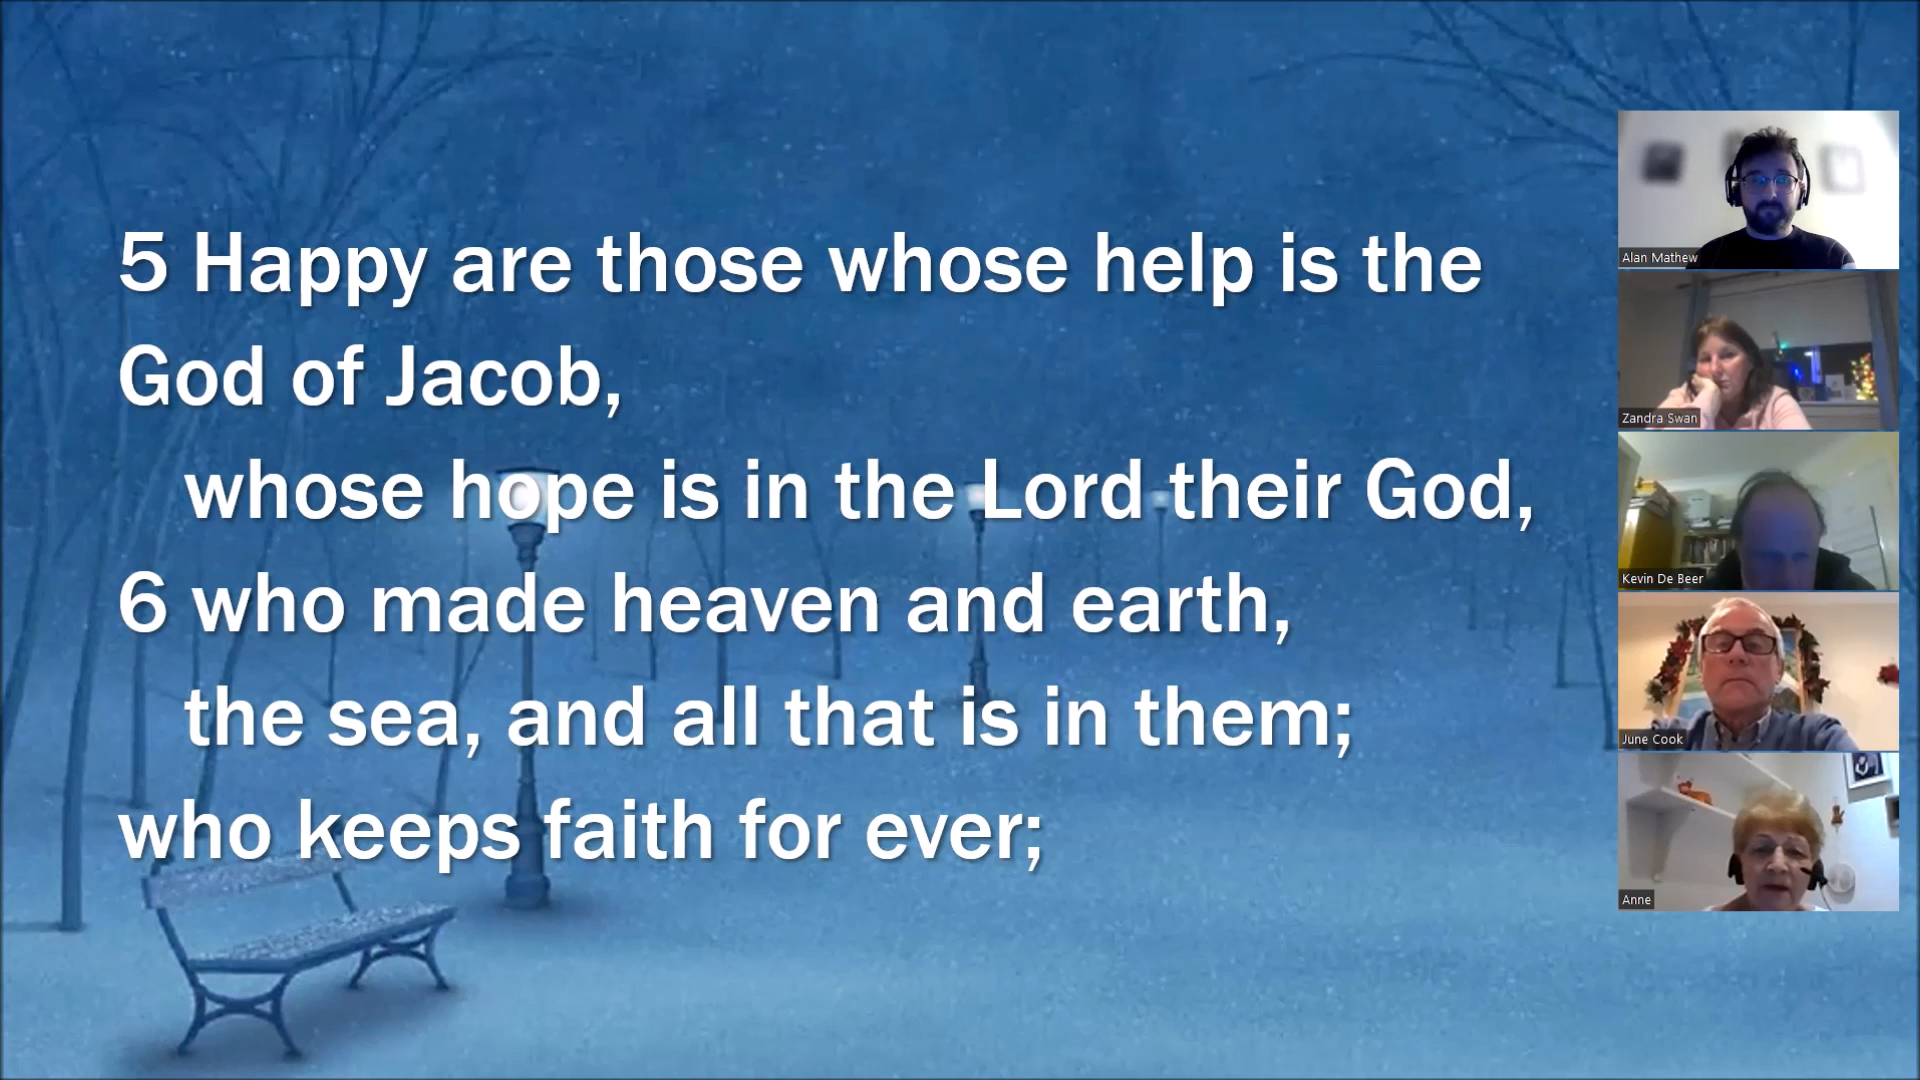 5 Happy are those whose help is the
God of Jacob,
whose hope is in the Lord their God,
6 who made heaven and earth,
the sea, and all that is in them;
who keeps faith for ever;
Alan Mathew
Zandra Swan
Kevin De Beer
June Cook
Anne